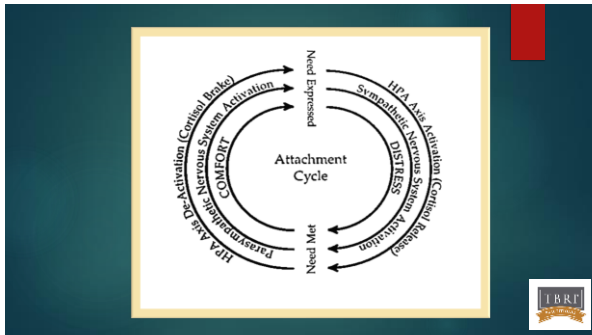 Need Expressed
HPA Axis Activation (Cortisol Release)
Sympathetic Nervous System Activation
DISTRESS
Attachment
Cycle
COMFORT
Parasympathetic Nervous System Activation
HPA Axis De-Activation (Cortisol Brake)
Need Met
TBRI